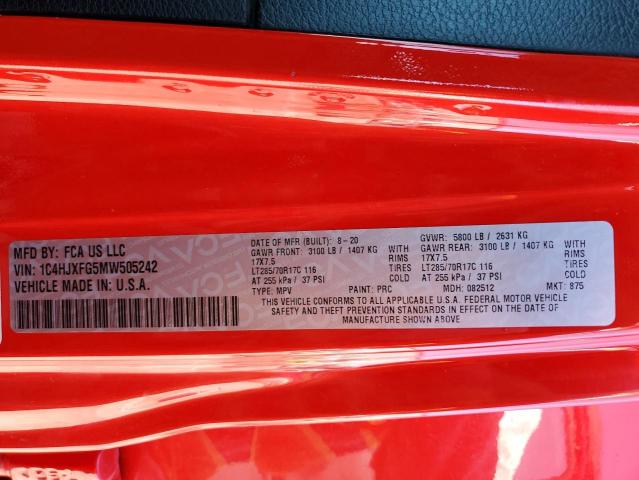 MFD BY: FCA US LLC
VIN: 1C4HJXFG5MW505242
VEHICLE MADE IN: U.S.A.
DATE OF MFR (BUILT): 8-20
GAWR FRONT: 3100 LB / 1407 KG WITH
17X7.5 RIMS
LT285/70R17C 116 TIRES
AT 255 kPa / 37 PSI COLD
TYPE: MPV PAINT: PRC
GVWR: 5800 LB / 2631 KG
GAWR REAR: 3100 LB / 1407 KG WITH
17X7.5 RIMS
LT285/70R17C 116 TIRES
AT 255 kPa / 37 PSI COLD
MDH: 082512 MKT: 875
THIS VEHICLE CONFORMS TO ALL APPLICABLE U.S.A. FEDERAL MOTOR VEHICLE
SAFETY AND THEFT PREVENTION STANDARDS IN EFFECT ON THE DATE OF
MANUFACTURE SHOWN ABOVE